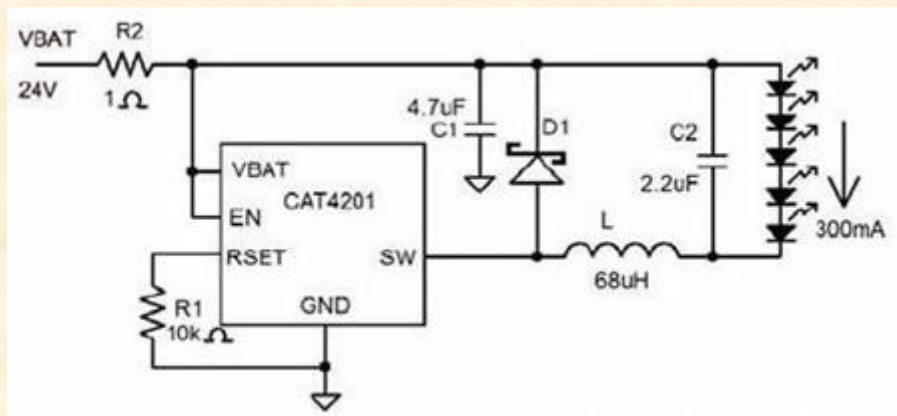 VBAT
R2
24V
1Ω
4.7uF
C1
D1
C2
2.2uF
VBAT
CAT4201
EN
RSET
SW
L
68uH
300mA
GND
R1
10kΩ